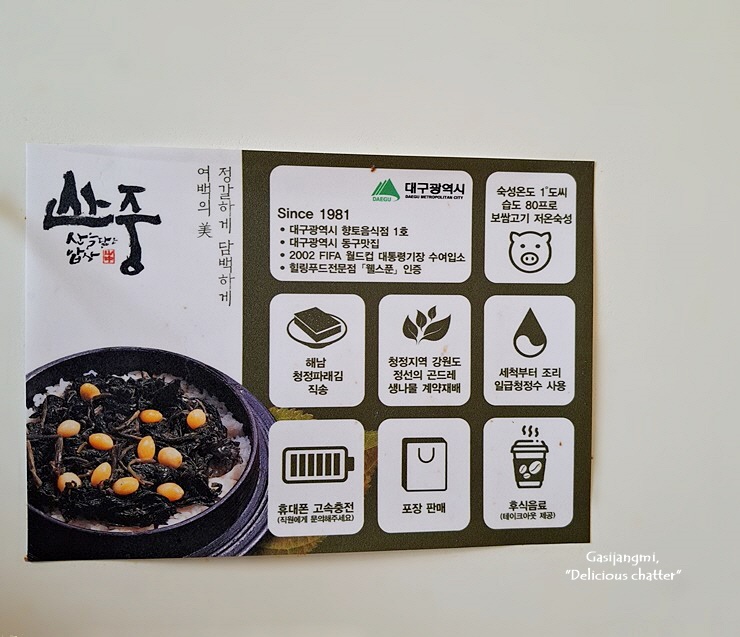 산중
산을 담은
밥상
정갈하게 담백하게
여백의 美
DAEGU
대구광역시
DAEGU METROPOLITAN CITY
Since 1981
• 대구광역시 향토음식점 1호
• 대구광역시 동구맛집
• 2002 FIFA 월드컵 대통령기장 수여입소
• 힐링푸드전문점 「웰스푼」 인증
숙성온도 1˚도씨
습도 80프로
보쌈고기 저온숙성
해남
청정파래김
직송
청정지역 강원도
정선의 곤드레
생나물 계약재배
세척부터 조리
일급청정수 사용
휴대폰 고속충전
(직원에게 문의해주세요)
포장 판매
후식음료
(테이크아웃 제공)
Gasijangmi,
"Delicious chatter"